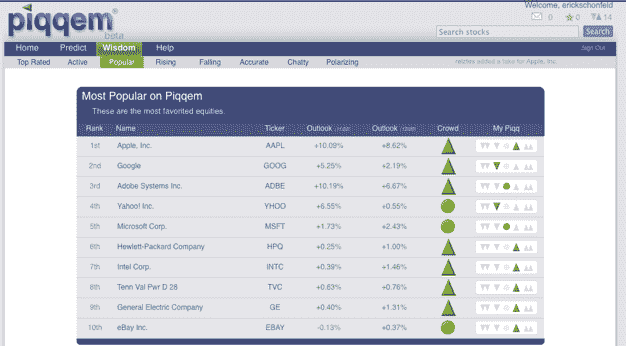 Welcome, erickschonfeld
piqqem®
beta
0 0 14
Search stocks Search
Home Predict Wisdom Help Sign Out
Top Rated Active Popular Rising Falling Accurate Chatty Polarizing added a take for Apple, Inc.
Most Popular on Piqqem
These are the most favorited equities.
Rank Name Ticker Outlook Outlook Crowd My Piqq
1st Apple, Inc. AAPL +10.09% +8.62%
2nd Google GOOG +5.25% +2.19%
3rd Adobe Systems Inc. ADBE +10.19% +6.67%
4th Yahoo! Inc. YHOO +6.55% +0.55%
5th Microsoft Corp. MSFT +1.73% +2.43%
6th Hewlett-Packard Company HPQ +0.25% +1.00%
7th Intel Corp. INTC +0.39% +1.46%
8th Tenn Val Pwr D 28 TVC +0.63% +0.76%
9th General Electric Company GE +0.40% +1.31%
10th eBay Inc. EBAY -0.13% +0.37%